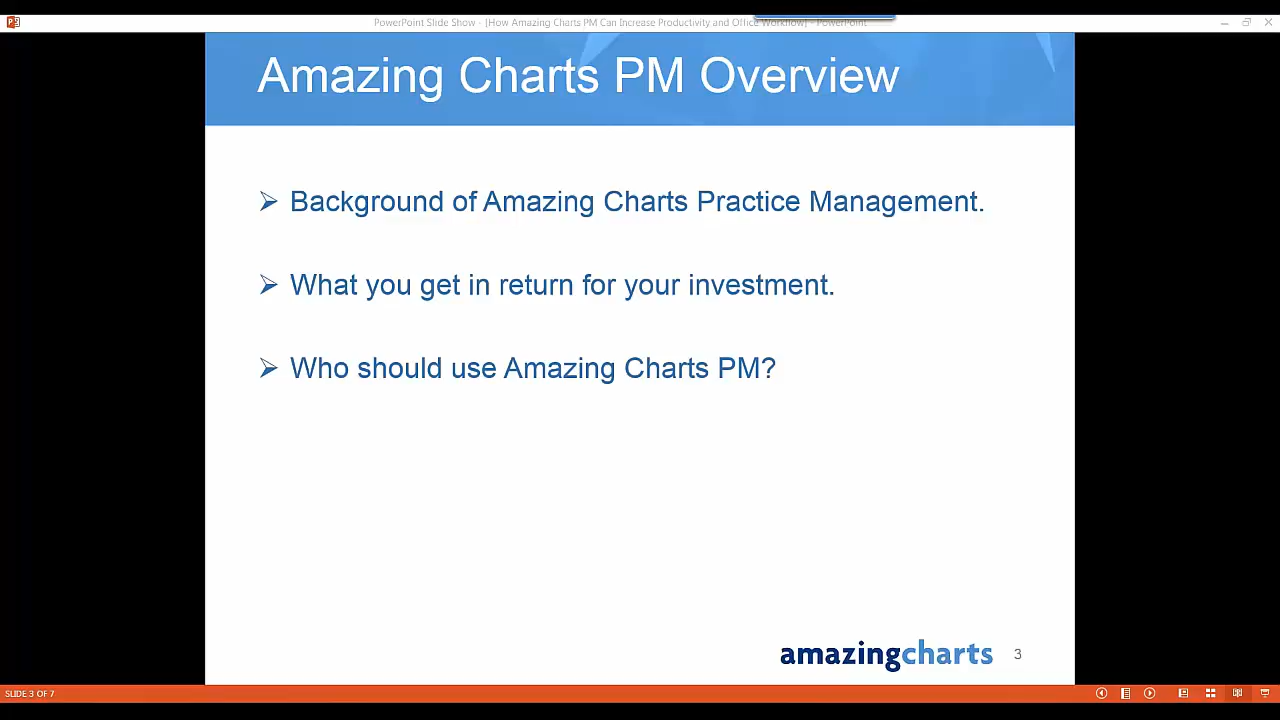 PowerPoint Slide Show - [How Amazing Charts PM Can Increase Productivity and Office Workflow] - PowerPoint
Amazing Charts PM Overview
Background of Amazing Charts Practice Management.
What you get in return for your investment.
Who should use Amazing Charts PM?
amazingcharts 3
SLIDE 3 OF 7